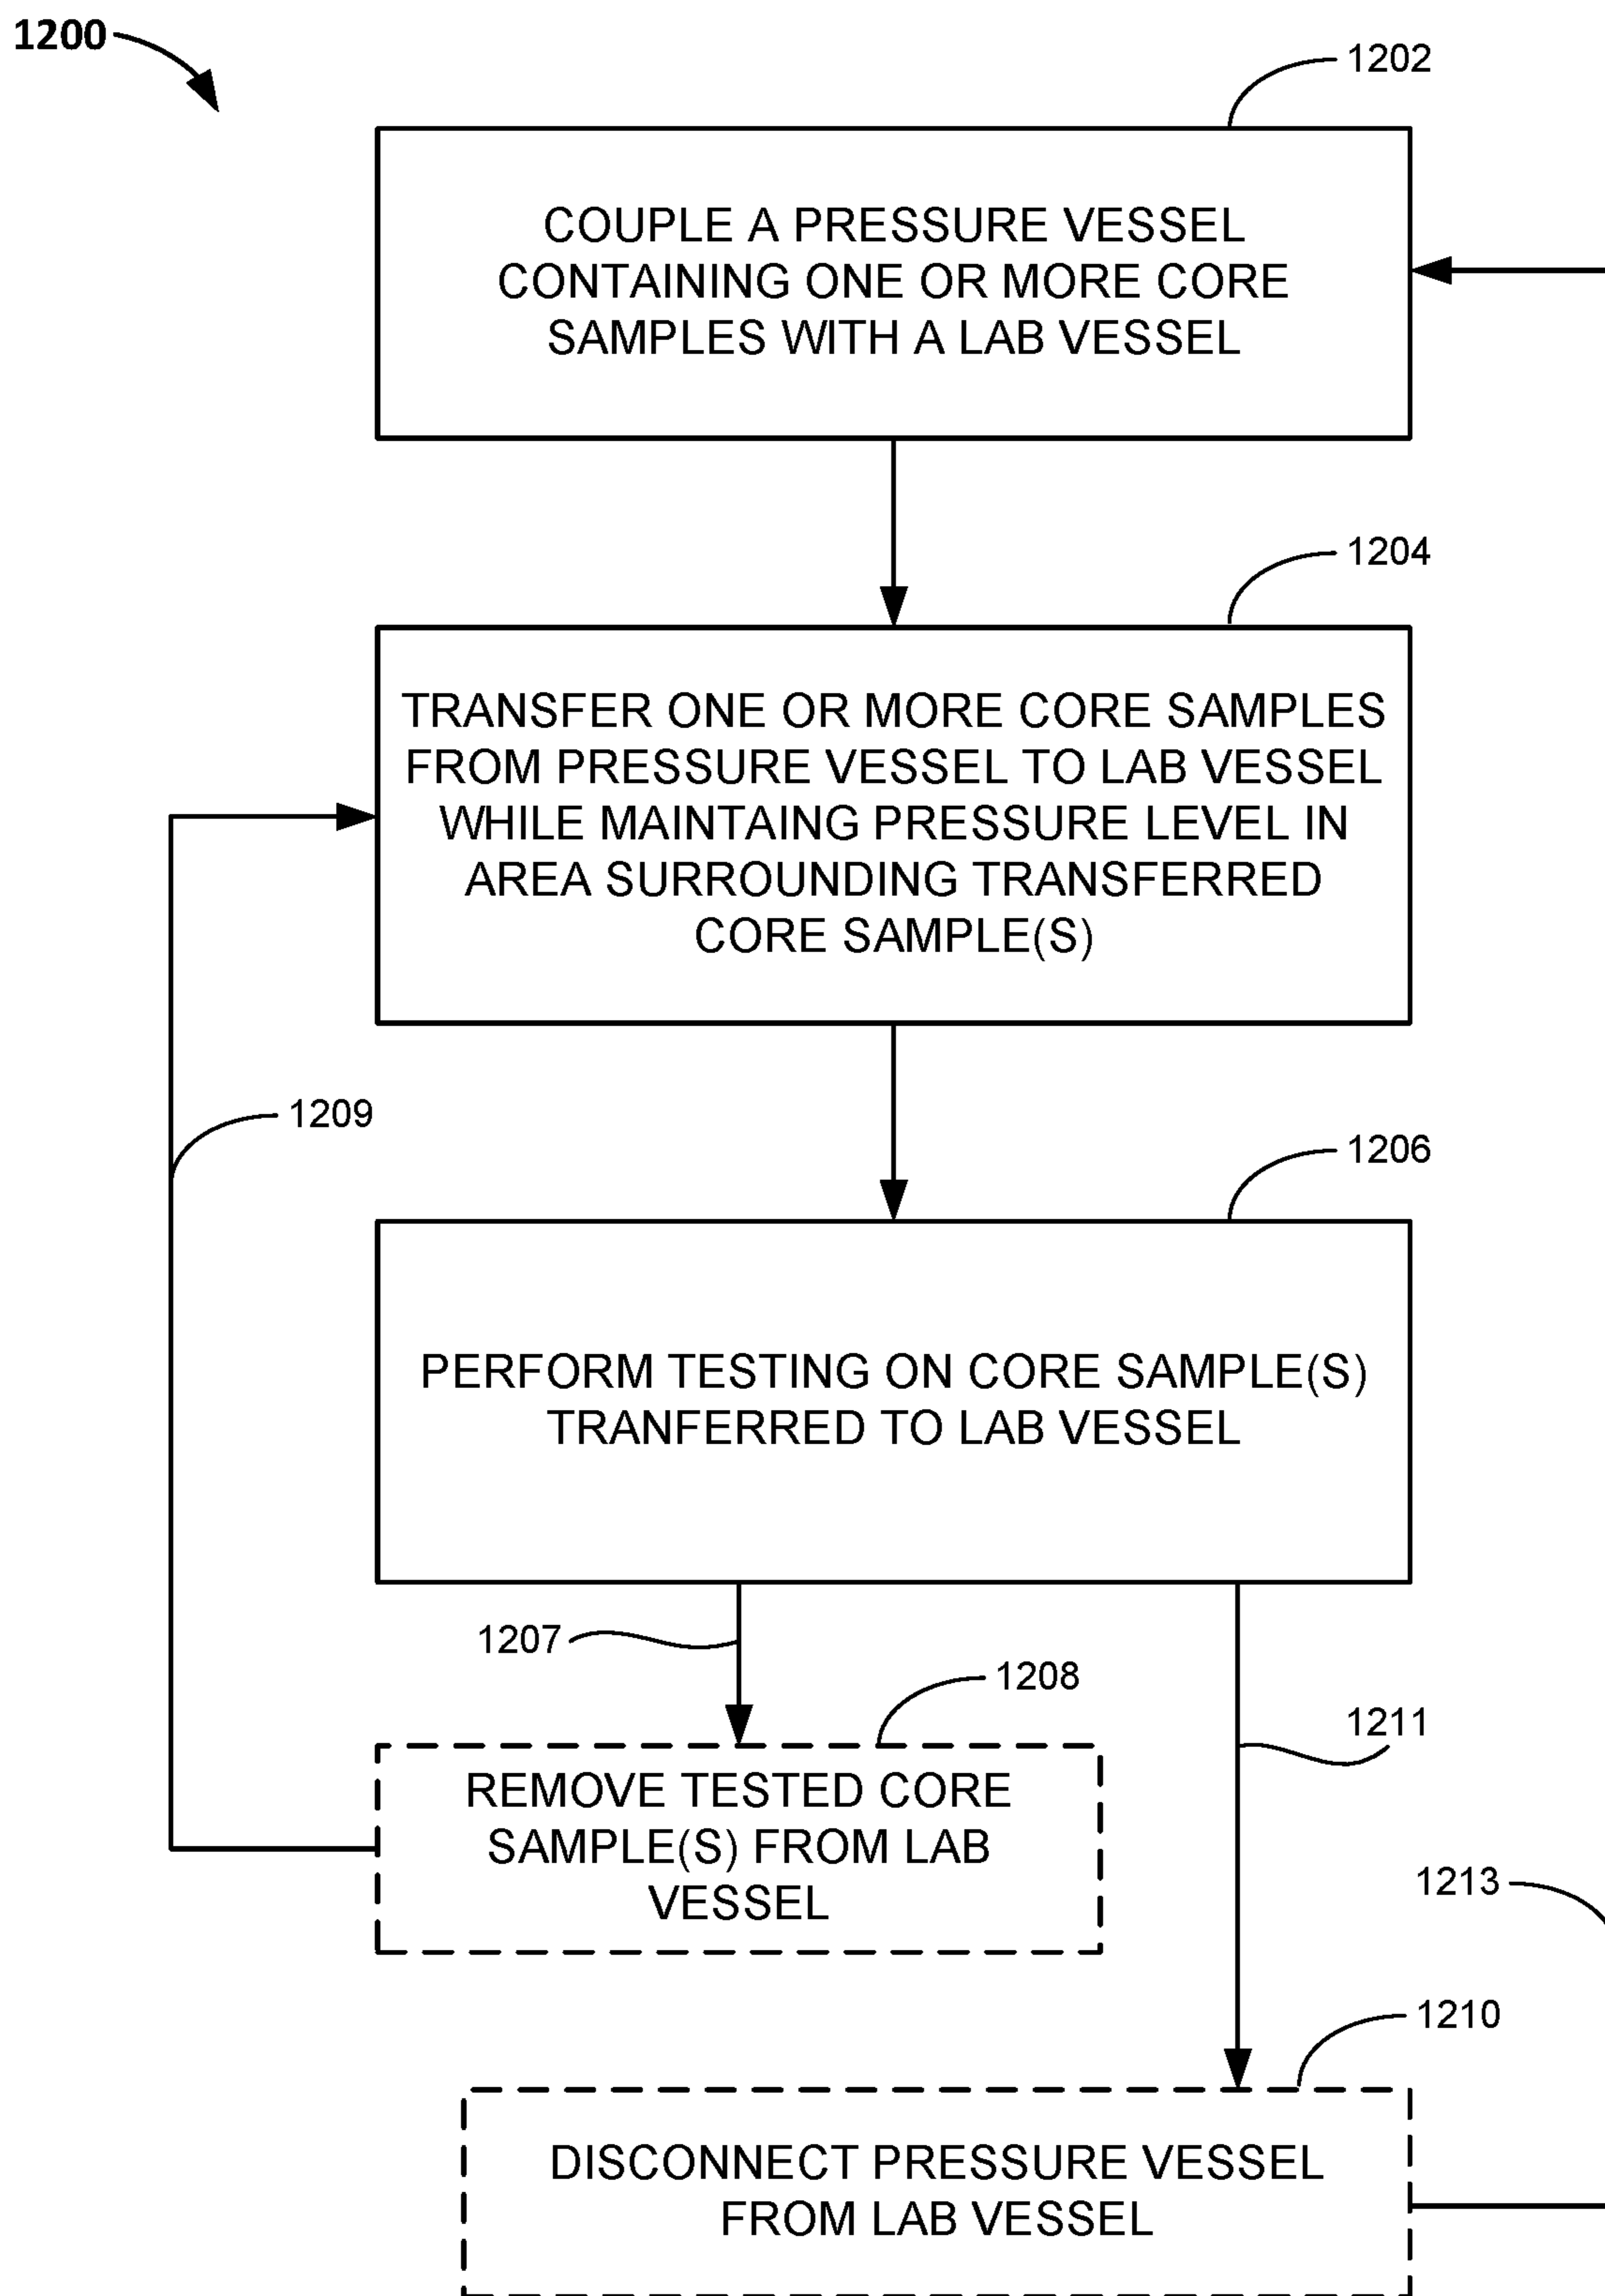 1200
1202
COUPLE A PRESSURE VESSEL
CONTAINING ONE OR MORE CORE
SAMPLES WITH A LAB VESSEL
1204
TRANSFER ONE OR MORE CORE SAMPLES
FROM PRESSURE VESSEL TO LAB VESSEL
WHILE MAINTAING PRESSURE LEVEL IN
AREA SURROUNDING TRANSFERRED
CORE SAMPLE(S)
1209
1206
PERFORM TESTING ON CORE SAMPLE(S)
TRANFERRED TO LAB VESSEL
1207
1208
1211
REMOVE TESTED CORE
SAMPLE(S) FROM LAB
VESSEL
1213
1210
DISCONNECT PRESSURE VESSEL
FROM LAB VESSEL